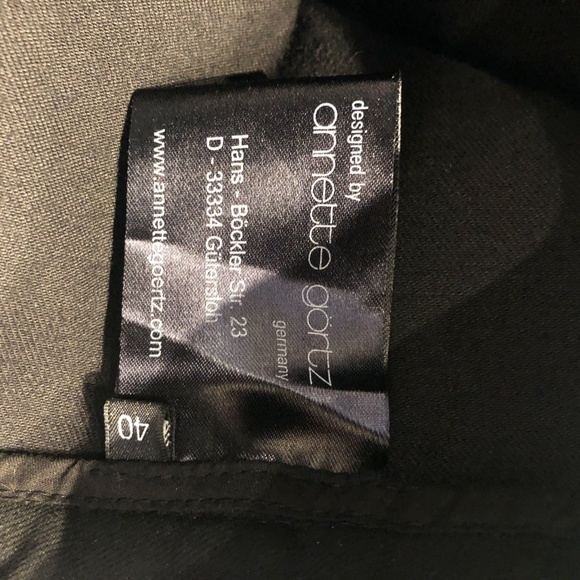 designed by
annette görtz
germany
Hans - Böckler Str. 23
D - 33334 Gütersloh
www.annettegoertz.com
40